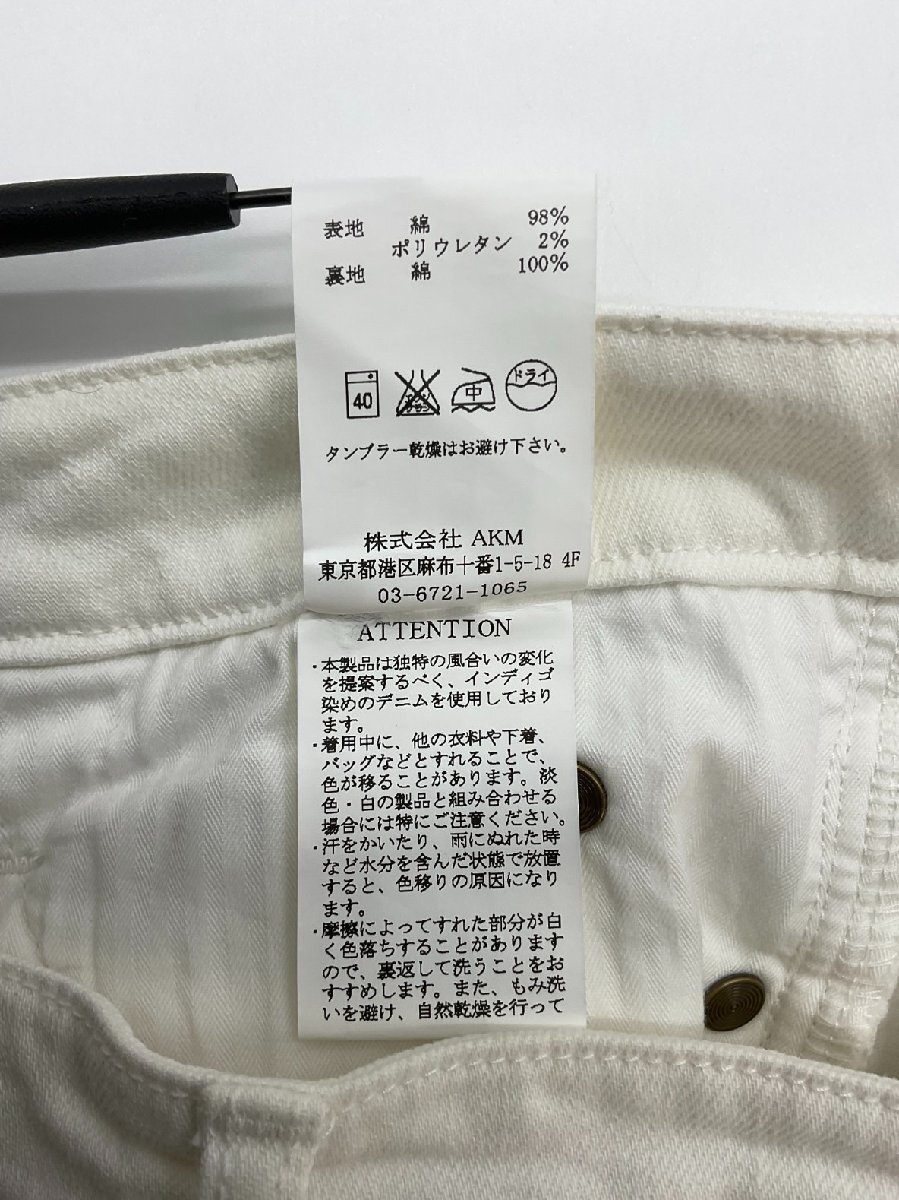 表地 綿 98%
ポリウレタン 2%
裏地 綿 100%
40 エンソサラシ 中 ドライ
タンブラー乾燥はお避け下さい。
株式会社 AKM
東京都港区麻布十番1-5-18 4F
03-6721-1065
ATTENTION
・本製品は独特の風合いの変化
を提案するべく、インディゴ
染めのデニムを使用しており
ます。
・着用中に、他の衣料や下着、
バッグなどとすれることで、
色が移ることがあります。淡
色・白の製品と組み合わせる
場合には特にご注意ください。
・汗をかいたり、雨にぬれた時
など水分を含んだ状態で放置
すると、色移りの原因になり
ます。
・摩擦によってすれた部分が白
く色落ちすることがあります
ので、裏返して洗うことをお
すすめします。また、もみ洗
いを避け、自然乾燥を行って